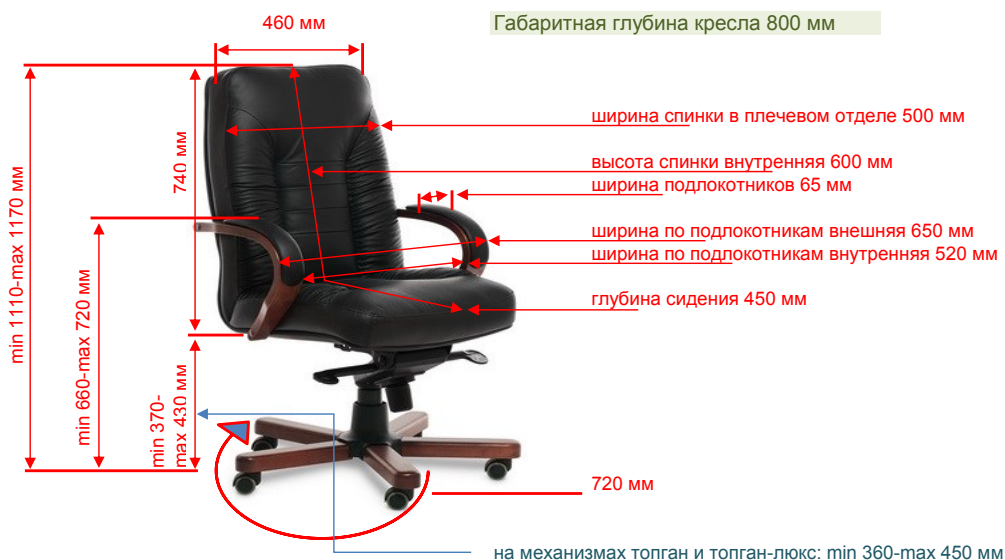 460 мм
Габаритная глубина кресла 800 мм
ширина спинки в плечевом отделе 500 мм
высота спинки внутренняя 600 мм
ширина подлокотников 65 мм
ширина по подлокотникам внешняя 650 мм
ширина по подлокотникам внутренняя 520 мм
глубина сидения 450 мм
min 1110-max 1170 мм
740 мм
min 660-max 720 мм
min 370-
max 430 мм
720 мм
на механизмах топган и топган-люкс: min 360-max 450 мм